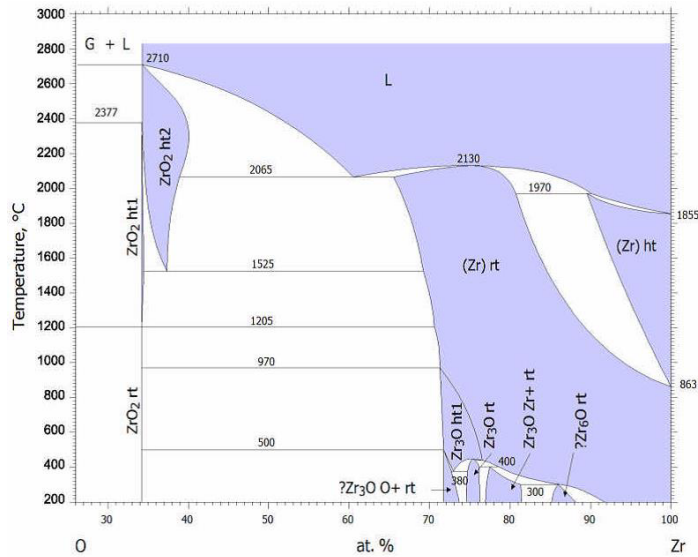 3000
2800
2600
2400
2200
2000
1800
1600
1400
1200
1000
800
600
400
200
Temperature, °C
G + L
2710
L
2377
ZrO₂ ht2
ZrO₂ ht1
ZrO₂ rt
2065
2130
1970
1855
(Zr) rt
(Zr) ht
1525
1205
970
863
500
Zr₃O ht1
Zr₃O rt
Zr₃O Zr+ rt
?Zr₆O rt
?Zr₃O O+ rt
380
400
300
30 40 50 60 70 80 90 100
O at. % Zr